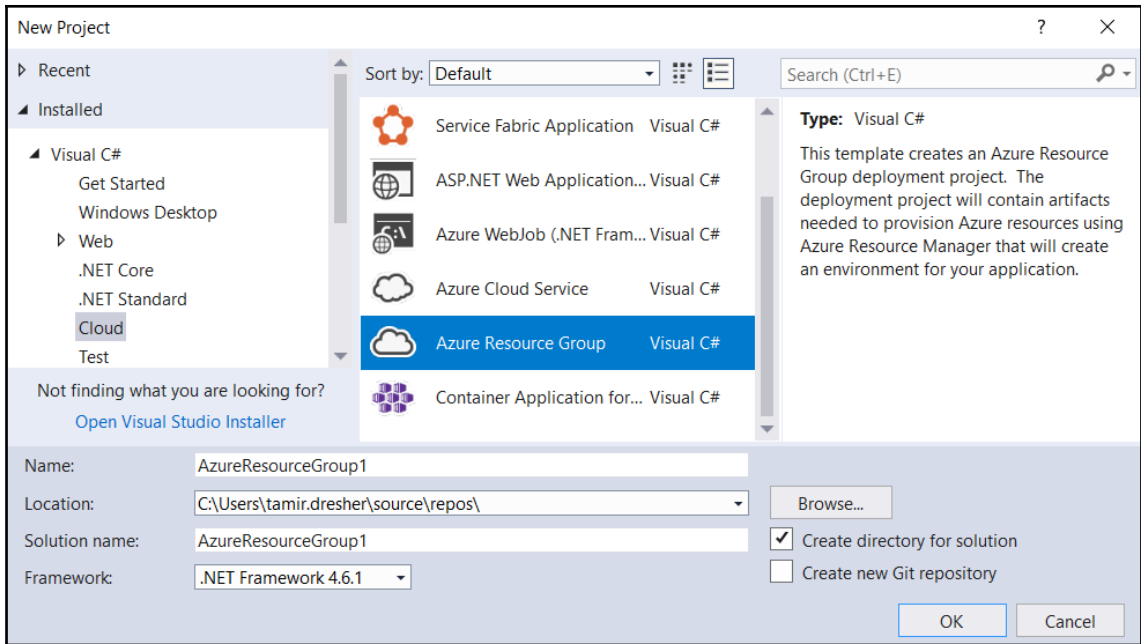 New Project
?
Recent
Installed
Visual C#
Get Started
Windows Desktop
Web
.NET Core
.NET Standard
Cloud
Test
Not finding what you are looking for?
Open Visual Studio Installer
Sort by: Default
Service Fabric Application Visual C#
ASP.NET Web Application... Visual C#
C:\
Azure WebJob (.NET Fram... Visual C#
Azure Cloud Service Visual C#
Azure Resource Group Visual C#
Container Application for... Visual C#
Search (Ctrl+E)
Type: Visual C#
This template creates an Azure Resource
Group deployment project. The
deployment project will contain artifacts
needed to provision Azure resources using
Azure Resource Manager that will create
an environment for your application.
Name: AzureResourceGroup1
Location: C:\Users\tamir.dresher\source\repos\
Browse...
Solution name: AzureResourceGroup1
Create directory for solution
Framework: .NET Framework 4.6.1
Create new Git repository
OK Cancel